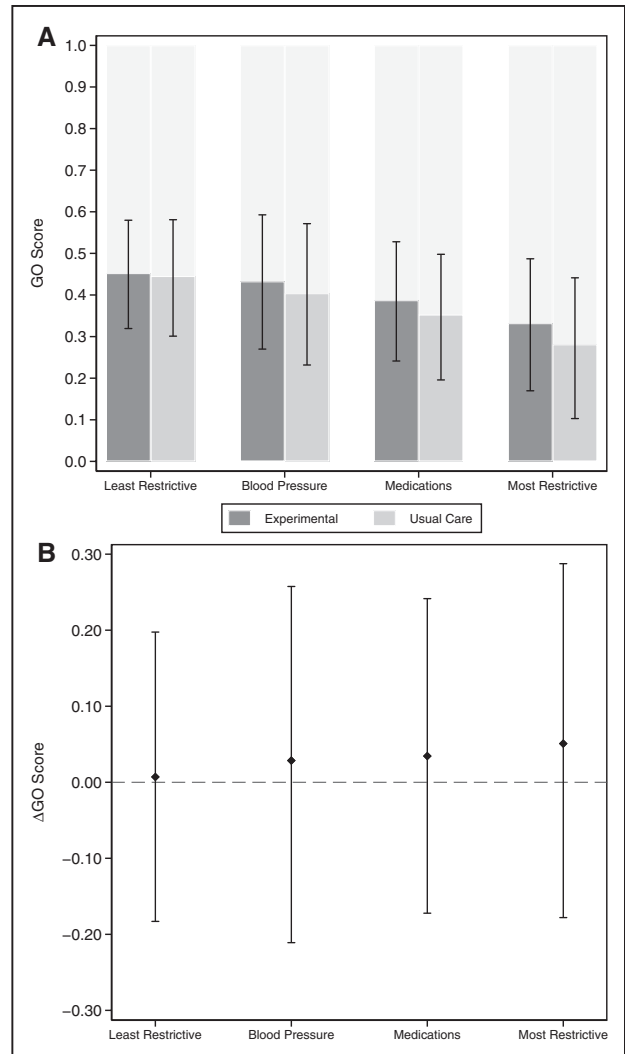 A
1.0
0.9
0.8
0.7
0.6
0.5
0.4
0.3
0.2
0.1
0.0
GO Score
Least Restrictive Blood Pressure Medications Most Restrictive
Experimental Usual Care
B
0.30
0.20
0.10
0.00
−0.10
−0.20
−0.30
ΔGO Score
Least Restrictive Blood Pressure Medications Most Restrictive